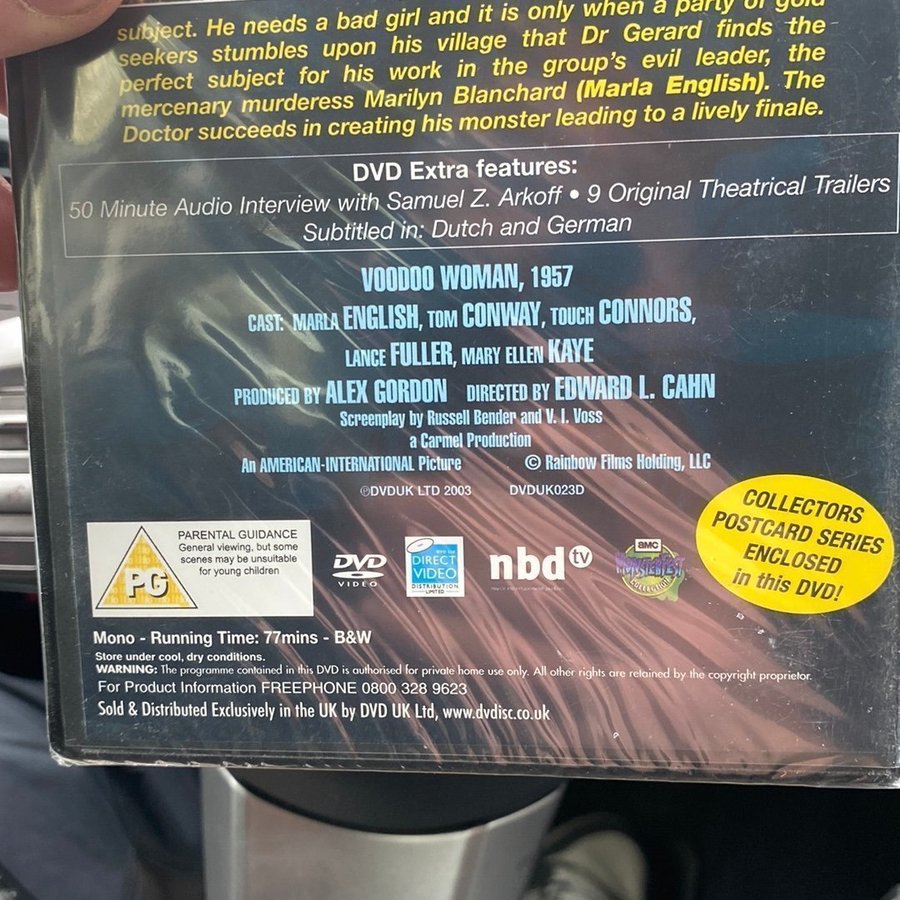 subject. He needs a bad girl and it is only when a party of gold
seekers stumbles upon his village that Dr Gerard finds the
perfect subject for his work in the group's evil leader, the
mercenary murderess Marilyn Blanchard (Marla English). The
Doctor succeeds in creating his monster leading to a lively finale.
DVD Extra features:
50 Minute Audio Interview with Samuel Z. Arkoff • 9 Original Theatrical Trailers
Subtitled in: Dutch and German
VOODOO WOMAN, 1957
CAST: MARLA ENGLISH, TOM CONWAY, TOUCH CONNORS,
LANCE FULLER, MARY ELLEN KAYE
PRODUCED BY ALEX GORDON DIRECTED BY EDWARD L. CAHN
Screenplay by Russell Bender and V. I. Voss
a Carmel Production
An AMERICAN-INTERNATIONAL Picture © Rainbow Films Holding, LLC
℗DVDUK LTD 2003 DVDUK023D
COLLECTORS
POSTCARD SERIES
ENCLOSED
in this DVD!
PG
PARENTAL GUIDANCE
General viewing, but some
scenes may be unsuitable
for young children
DVD
VIDEO
DIRECT
VIDEO
DISTRIBUTION
LIMITED
nbd tv
AMC
MONSTERFEST
COLLECTION
Mono - Running Time: 77mins - B&W
Store under cool, dry conditions.
WARNING: The programme contained in this DVD is authorised for private home use only. All other rights are retained by the copyright proprietor.
For Product Information FREEPHONE 0800 328 9623
Sold & Distributed Exclusively in the UK by DVD UK Ltd, www.dvdisc.co.uk